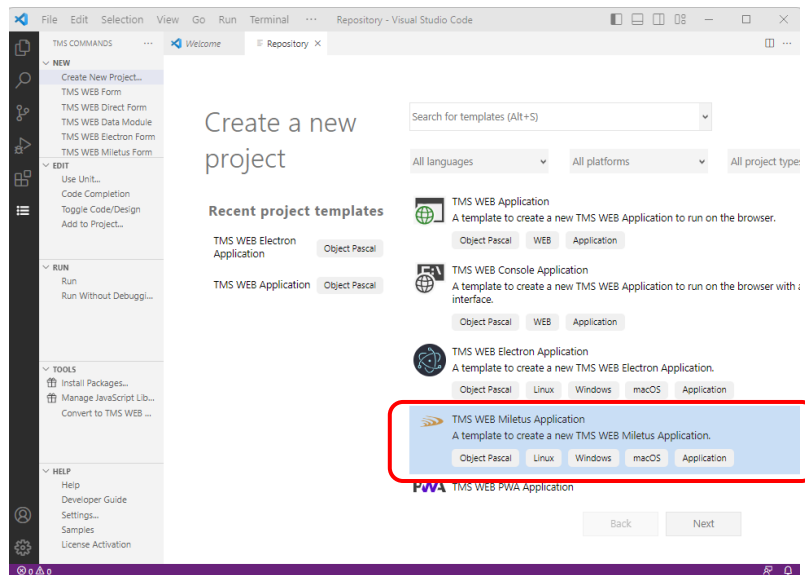 File Edit Selection View Go Run Terminal ··· Repository - Visual Studio Code
TMS COMMANDS ···
Welcome
Repository
NEW
Create New Project...
TMS WEB Form
TMS WEB Direct Form
TMS WEB Data Module
TMS WEB Electron Form
TMS WEB Miletus Form
EDIT
Use Unit...
Code Completion
Toggle Code/Design
Add to Project...
RUN
Run
Run Without Debuggi...
TOOLS
Install Packages...
Manage JavaScript Lib...
Convert to TMS WEB ...
HELP
Help
Developer Guide
Settings...
Samples
License Activation
Create a new
project
Recent project templates
TMS WEB Electron
Application
Object Pascal
TMS WEB Application Object Pascal
Search for templates (Alt+S)
All languages All platforms All project types
TMS WEB Application
A template to create a new TMS WEB Application to run on the browser.
Object Pascal WEB Application
TMS WEB Console Application
A template to create a new TMS WEB Application to run on the browser with a
interface.
Object Pascal WEB Application
TMS WEB Electron Application
A template to create a new TMS WEB Electron Application.
Object Pascal Linux Windows macOS Application
TMS WEB Miletus Application
A template to create a new TMS WEB Miletus Application.
Object Pascal Linux Windows macOS Application
PWA TMS WEB PWA Application
Back Next
0 0